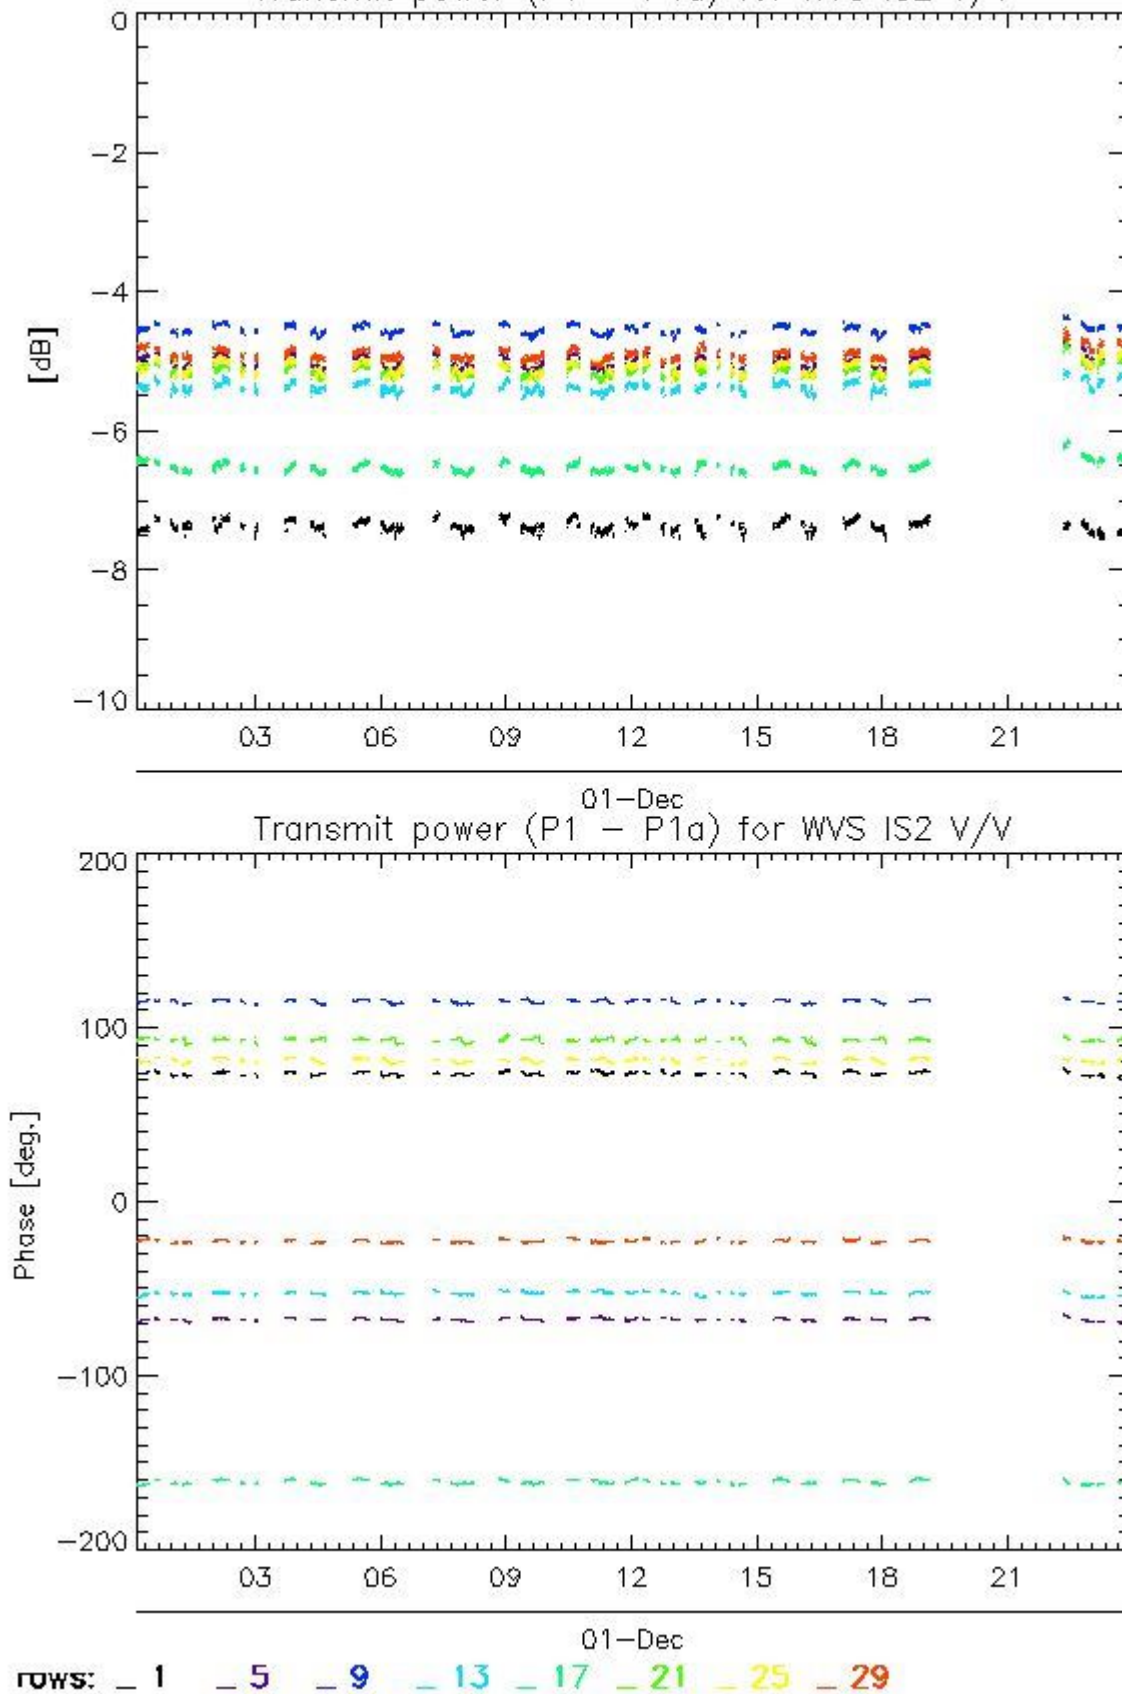 0
−2
−4
[dB]
−6
−8
−10
03 06 09 12 15 18 21
01−Dec
Transmit power (P1 − P1a) for WVS IS2 V/V
200
100
0
Phase [deg.]
−100
−200
03 06 09 12 15 18 21
01−Dec
rows: _ 1 _ 5 _ 9 _ 13 _ 17 _ 21 _ 25 _ 29